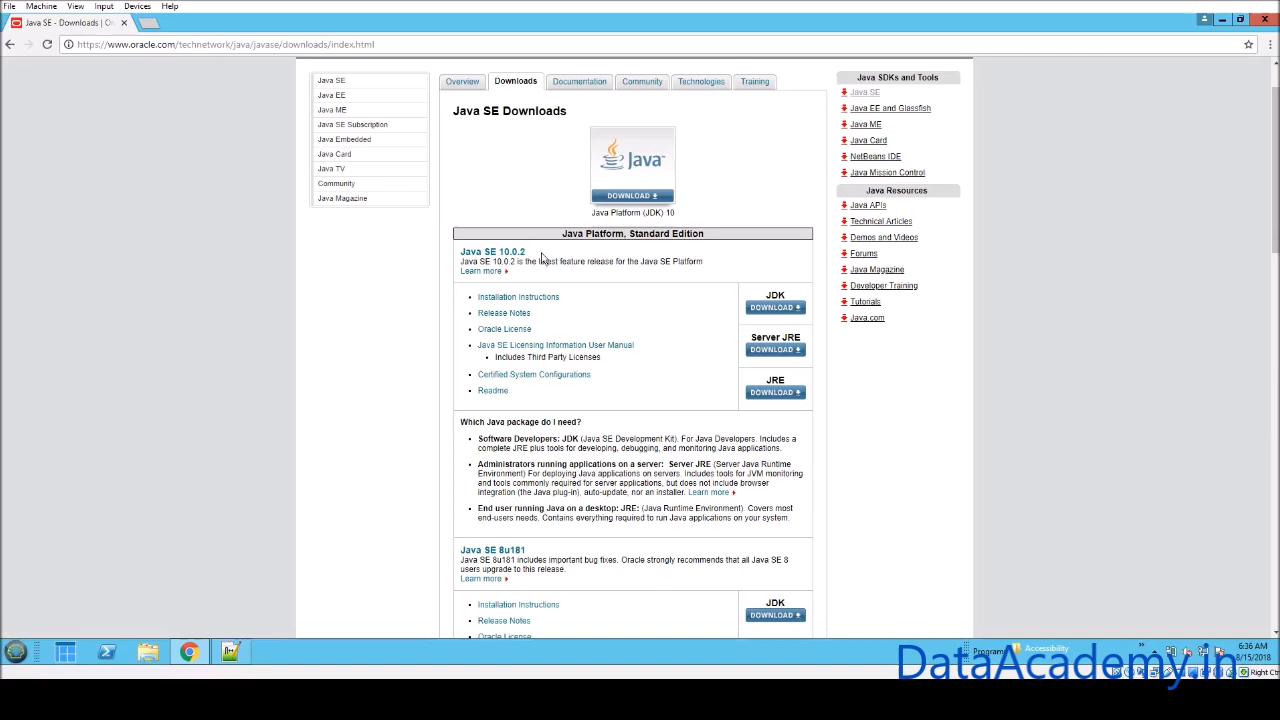 File Machine View Input Devices Help
Java SE - Downloads | O
https://www.oracle.com/technetwork/java/javase/downloads/index.html
Java SE
Java EE
Java ME
Java SE Subscription
Java Embedded
Java Card
Java TV
Community
Java Magazine
Overview Downloads Documentation Community Technologies Training
Java SE Downloads
Java
DOWNLOAD
Java Platform (JDK) 10
Java Platform, Standard Edition
Java SE 10.0.2
Java SE 10.0.2 is the latest feature release for the Java SE Platform
Learn more
Installation Instructions
Release Notes
Oracle License
Java SE Licensing Information User Manual
Includes Third Party Licenses
Certified System Configurations
Readme
JDK
DOWNLOAD
Server JRE
DOWNLOAD
JRE
DOWNLOAD
Which Java package do I need?
Software Developers: JDK (Java SE Development Kit). For Java Developers. Includes a
complete JRE plus tools for developing, debugging, and monitoring Java applications.
Administrators running applications on a server: Server JRE (Server Java Runtime
Environment) For deploying Java applications on servers. Includes tools for JVM monitoring
and tools commonly required for server applications, but does not include browser
integration (the Java plug-in), auto-update, nor an installer. Learn more
End user running Java on a desktop: JRE: (Java Runtime Environment). Covers most
end-users needs. Contains everything required to run Java applications on your system.
Java SE 8u181
Java SE 8u181 includes important bug fixes. Oracle strongly recommends that all Java SE 8
users upgrade to this release.
Learn more
Installation Instructions
Release Notes
Oracle License
JDK
DOWNLOAD
Java SDKs and Tools
Java SE
Java EE and Glassfish
Java ME
Java Card
NetBeans IDE
Java Mission Control
Java Resources
Java APIs
Technical Articles
Demos and Videos
Forums
Java Magazine
Developer Training
Tutorials
Java.com
Accessibility
6:36 AM
8/15/2018
DataAcademy.in
Right Ctr